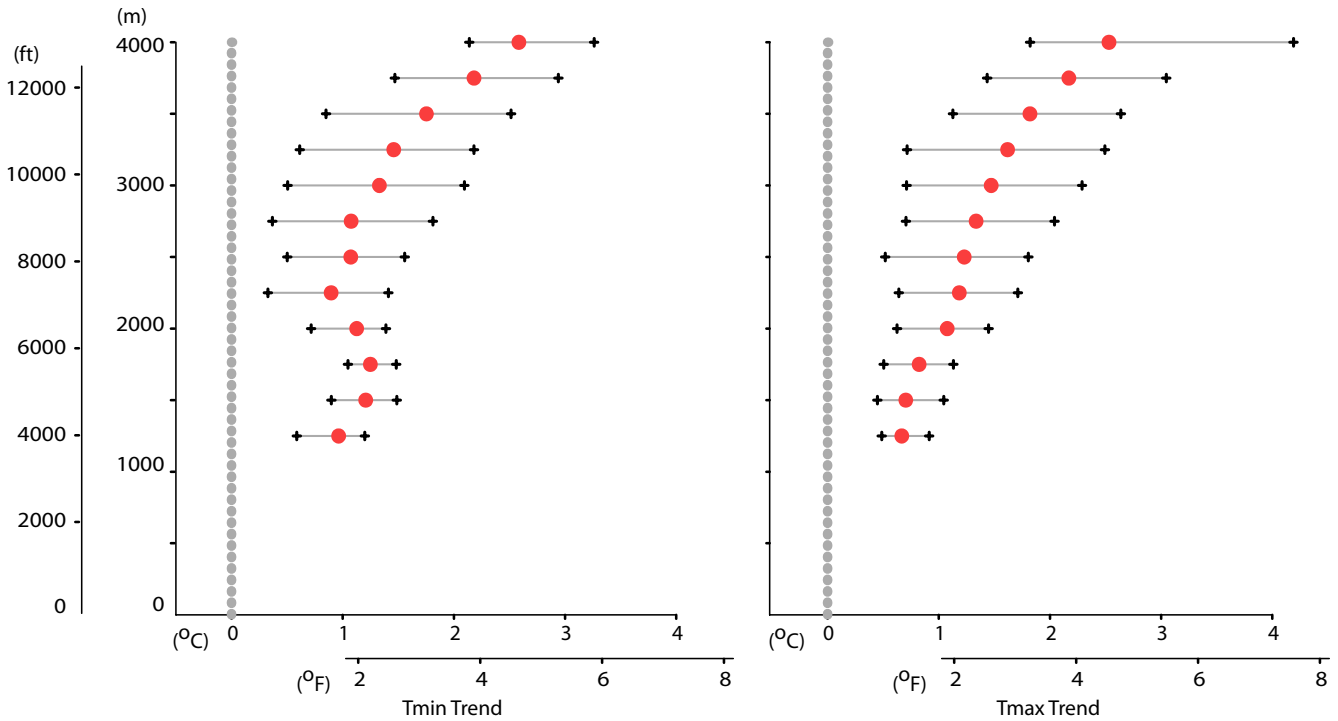 (m)
(ft)
4000
12000
10000
3000
8000
2000
6000
4000
1000
2000
0
0
(°C) 0 1 2 3 4
(°F) 2 4 6 8
Tmin Trend
(°C) 0 1 2 3 4
(°F) 2 4 6 8
Tmax Trend